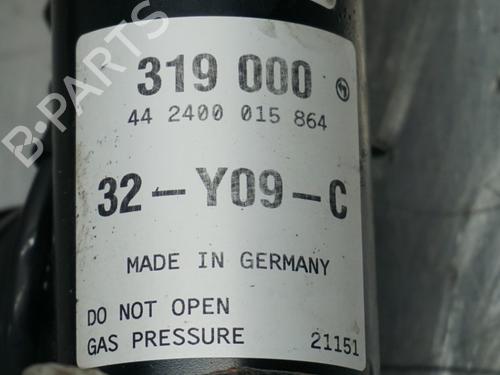 B-PARTS
319 000
44 2400 015 864
32-Y09-C
MADE IN GERMANY
DO NOT OPEN
GAS PRESSURE 21151